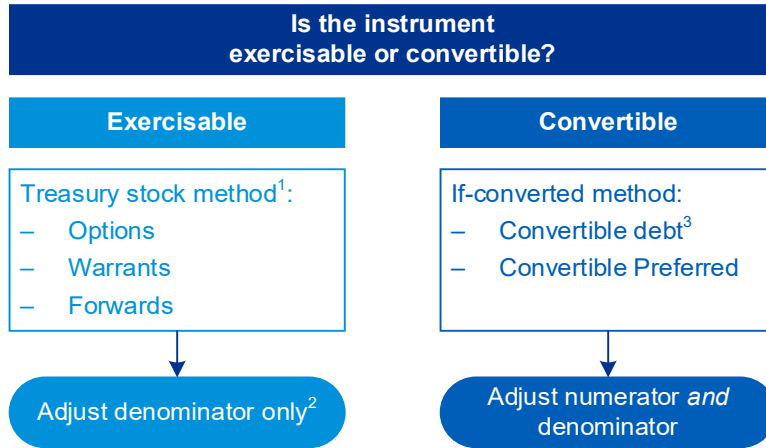 Is the instrument
exercisable or convertible?
Exercisable
Treasury stock method¹:
– Options
– Warrants
– Forwards
Adjust denominator only²
Convertible
If-converted method:
– Convertible debt³
– Convertible Preferred
Adjust numerator and
denominator